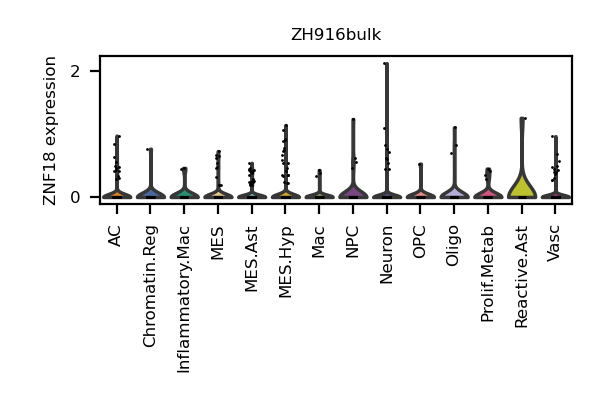 ZH916bulk
ZNF18 expression
2
0
AC
Chromatin.Reg
Inflammatory.Mac
MES
MES.Ast
MES.Hyp
Mac
NPC
Neuron
OPC
Oligo
Prolif.Metab
Reactive.Ast
Vasc